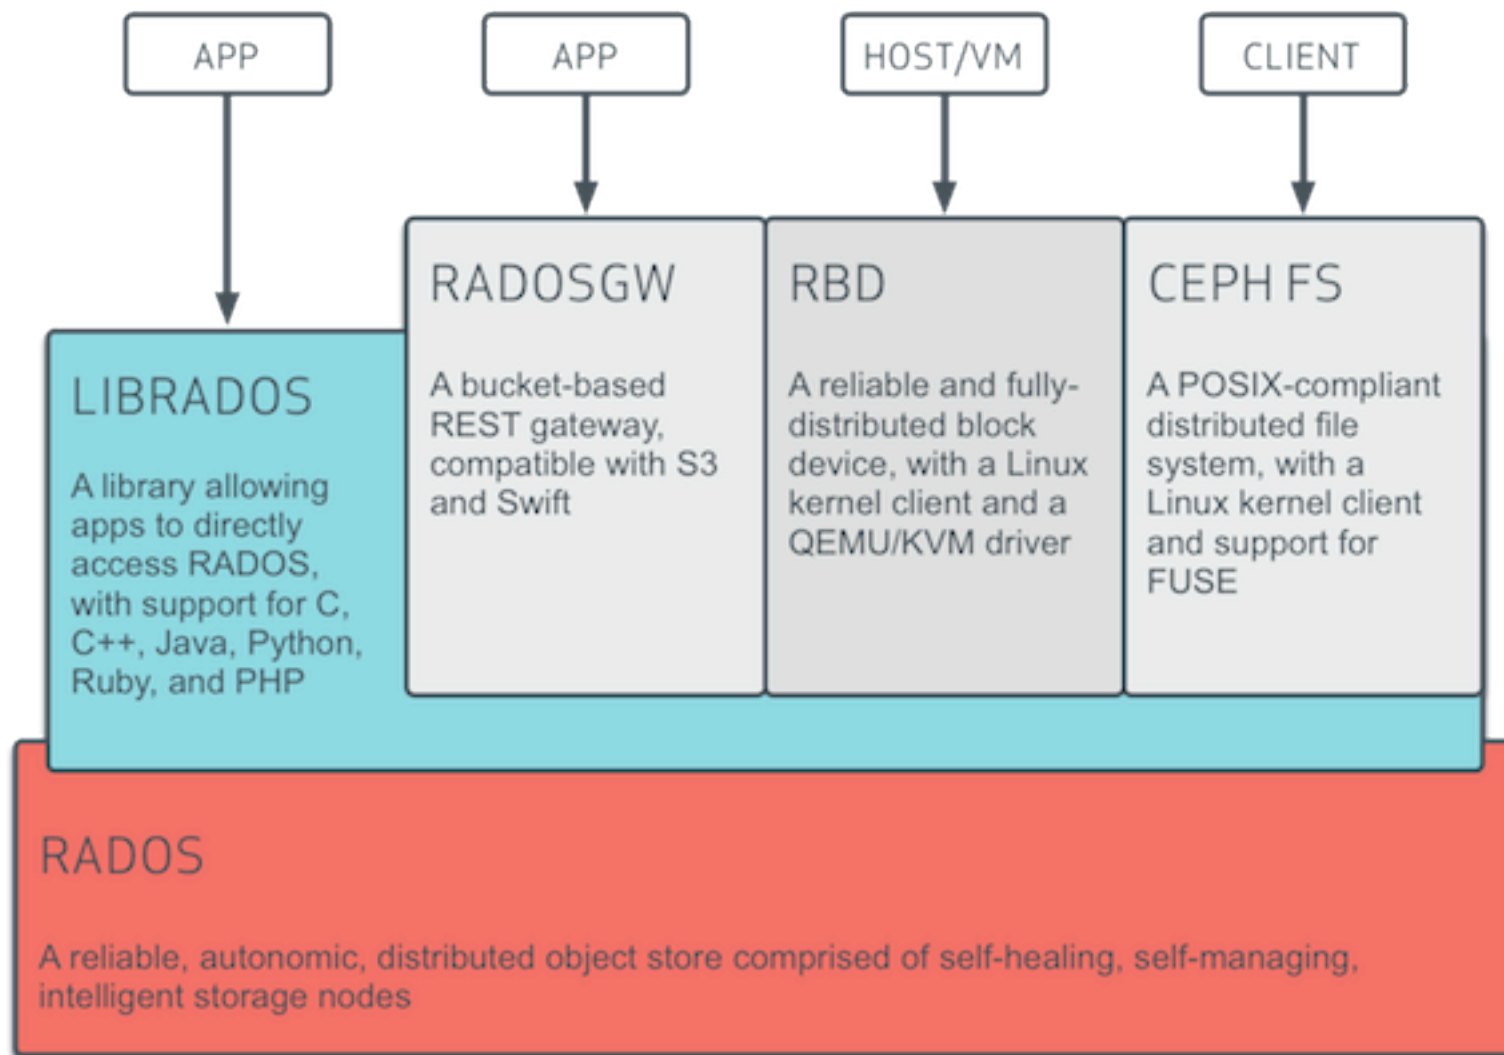 APP
APP
HOST/VM
CLIENT
LIBRADOS
A library allowing
apps to directly
access RADOS,
with support for C,
C++, Java, Python,
Ruby, and PHP
RADOSGW
A bucket-based
REST gateway,
compatible with S3
and Swift
RBD
A reliable and fully-
distributed block
device, with a Linux
kernel client and a
QEMU/KVM driver
CEPH FS
A POSIX-compliant
distributed file
system, with a
Linux kernel client
and support for
FUSE
RADOS
A reliable, autonomic, distributed object store comprised of self-healing, self-managing,
intelligent storage nodes